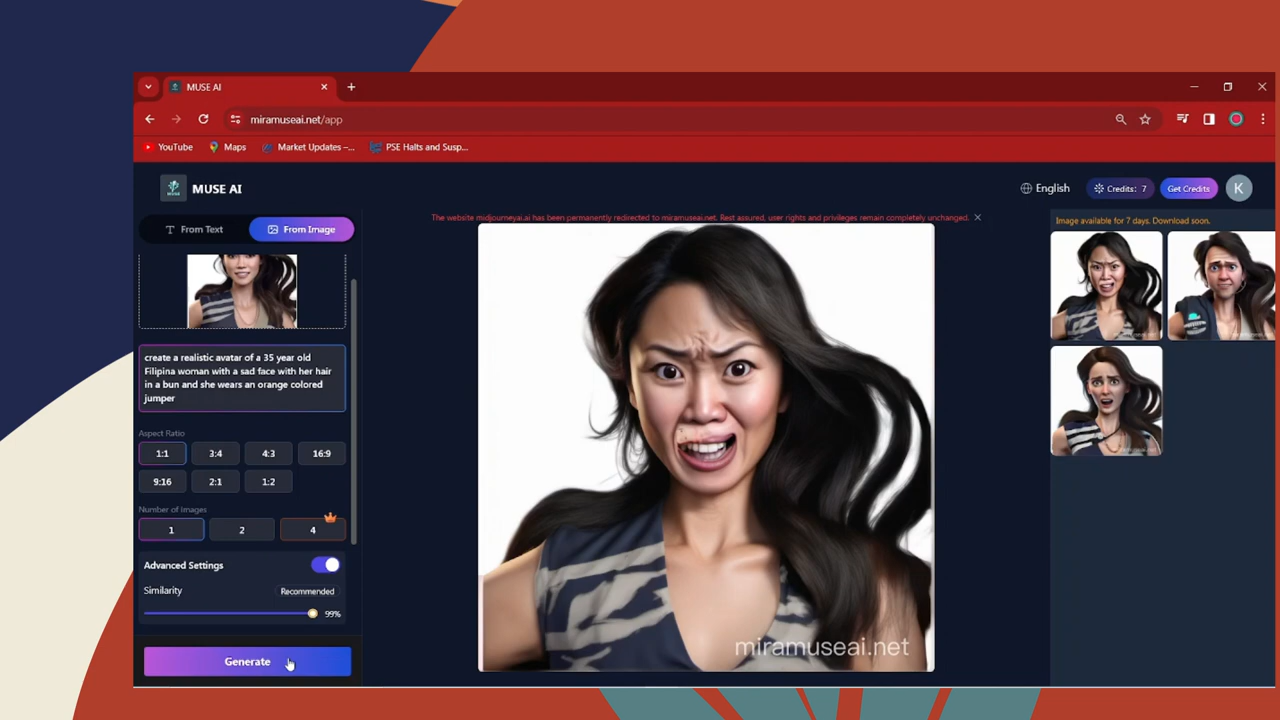 MUSE AI
miramuseai.net/app
YouTube
Maps
Market Updates –...
PSE Halts and Susp...
MUSE AI
English
Credits: 7
Get Credits
K
From Text
From Image
The website midjourneyai.ai has been permanently redirected to miramuseai.net. Rest assured, user rights and privileges remain completely unchanged.
Image available for 7 days. Download soon.
create a realistic avatar of a 35 year old
Filipina woman with a sad face with her hair
in a bun and she wears an orange colored
jumper
Aspect Ratio
1:1 3:4 4:3 16:9
9:16 2:1 1:2
Number of Images
1 2 4
Advanced Settings
Similarity
Recommended
99%
Generate
miramuseai.net